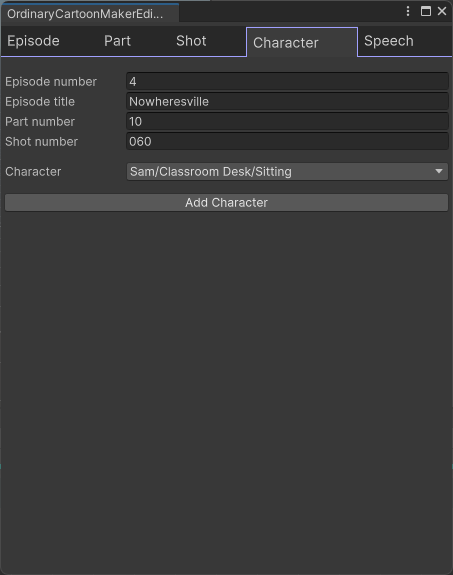 OrdinaryCartoonMakerEdi...
Episode Part Shot Character Speech
Episode number 4
Episode title Nowheresville
Part number 10
Shot number 060
Character Sam/Classroom Desk/Sitting
Add Character